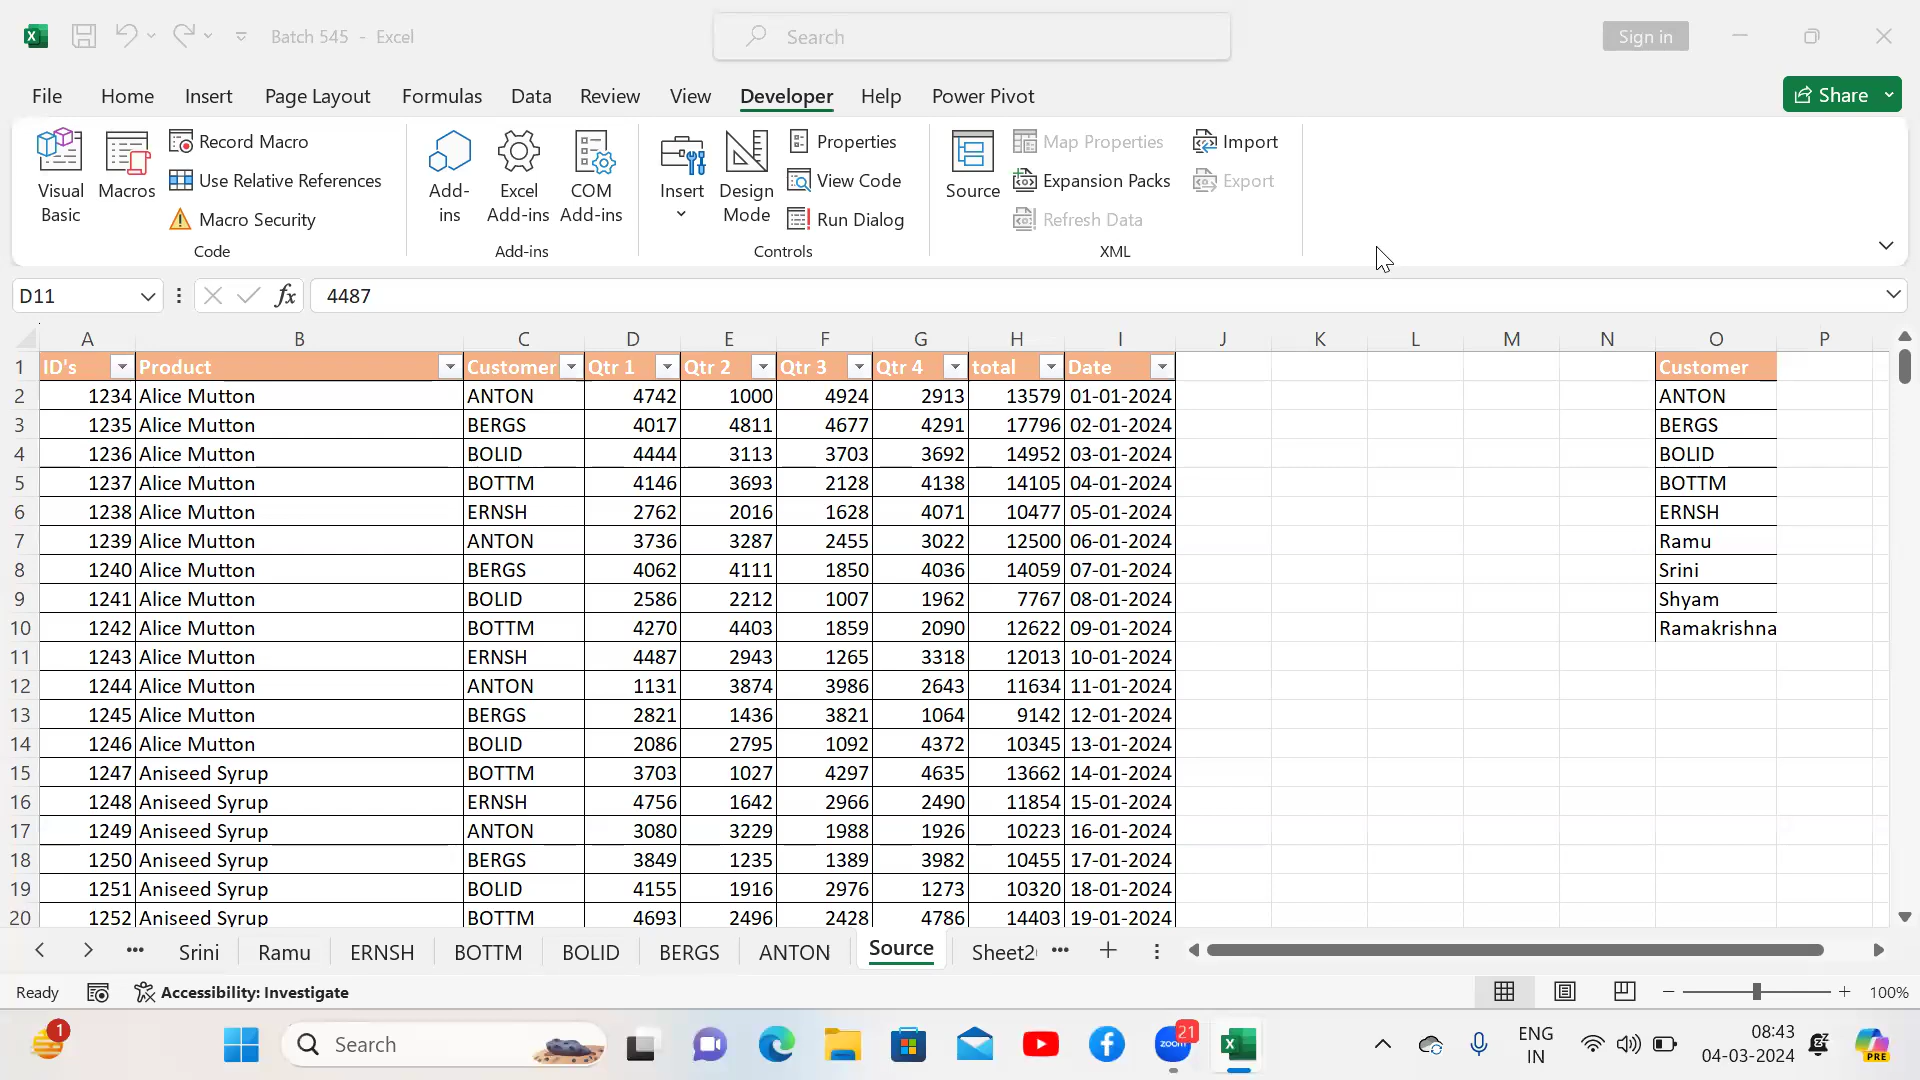 Batch 545 - Excel
Search
Sign in
File Home Insert Page Layout Formulas Data Review View Developer Help Power Pivot
Share
Visual Basic
Macros
Record Macro
Use Relative References
Macro Security
Code
Add-ins
Excel Add-ins
COM Add-ins
Add-ins
Insert
Design Mode
Properties
View Code
Run Dialog
Controls
Source
Map Properties
Expansion Packs
Refresh Data
Import
Export
XML
D11
fx
4487
A B C D E F G H I J K L M N O P
1 ID's Product Customer Qtr 1 Qtr 2 Qtr 3 Qtr 4 total Date Customer
2 1234 Alice Mutton ANTON 4742 1000 4924 2913 13579 01-01-2024 ANTON
3 1235 Alice Mutton BERGS 4017 4811 4677 4291 17796 02-01-2024 BERGS
4 1236 Alice Mutton BOLID 4444 3113 3703 3692 14952 03-01-2024 BOLID
5 1237 Alice Mutton BOTTM 4146 3693 2128 4138 14105 04-01-2024 BOTTM
6 1238 Alice Mutton ERNSH 2762 2016 1628 4071 10477 05-01-2024 ERNSH
7 1239 Alice Mutton ANTON 3736 3287 2455 3022 12500 06-01-2024 Ramu
8 1240 Alice Mutton BERGS 4062 4111 1850 4036 14059 07-01-2024 Srini
9 1241 Alice Mutton BOLID 2586 2212 1007 1962 7767 08-01-2024 Shyam
10 1242 Alice Mutton BOTTM 4270 4403 1859 2090 12622 09-01-2024 Ramakrishna
11 1243 Alice Mutton ERNSH 4487 2943 1265 3318 12013 10-01-2024
12 1244 Alice Mutton ANTON 1131 3874 3986 2643 11634 11-01-2024
13 1245 Alice Mutton BERGS 2821 1436 3821 1064 9142 12-01-2024
14 1246 Alice Mutton BOLID 2086 2795 1092 4372 10345 13-01-2024
15 1247 Aniseed Syrup BOTTM 3703 1027 4297 4635 13662 14-01-2024
16 1248 Aniseed Syrup ERNSH 4756 1642 2966 2490 11854 15-01-2024
17 1249 Aniseed Syrup ANTON 3080 3229 1988 1926 10223 16-01-2024
18 1250 Aniseed Syrup BERGS 3849 1235 1389 3982 10455 17-01-2024
19 1251 Aniseed Syrup BOLID 4155 1916 2976 1273 10320 18-01-2024
20 1252 Aniseed Syrup BOTTM 4693 2496 2428 4786 14403 19-01-2024
Srini Ramu ERNSH BOTTM BOLID BERGS ANTON Source Sheet2
Ready Accessibility: Investigate 100%
1 Search zoom 21 ENG IN 08:43 04-03-2024 PRE